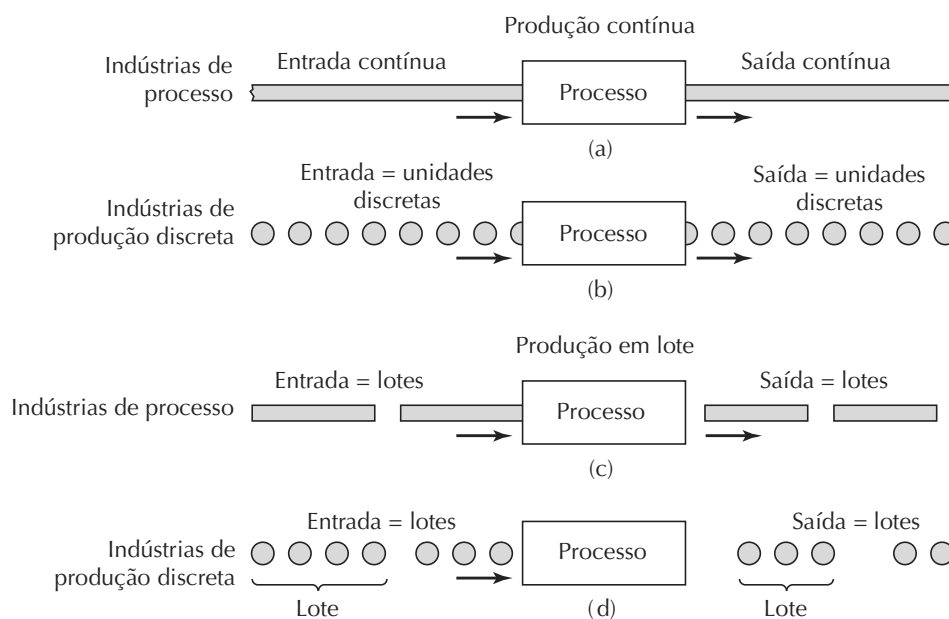 Produção contínua
Indústrias de
processo
Entrada contínua
Processo
Saída contínua
(a)
Indústrias de
produção discreta
Entrada = unidades
discretas
Processo
Saída = unidades
discretas
(b)
Produção em lote
Indústrias de processo
Entrada = lotes
Processo
Saída = lotes
(c)
Indústrias de
produção discreta
Entrada = lotes
Lote
Processo
Saída = lotes
Lote
(d)